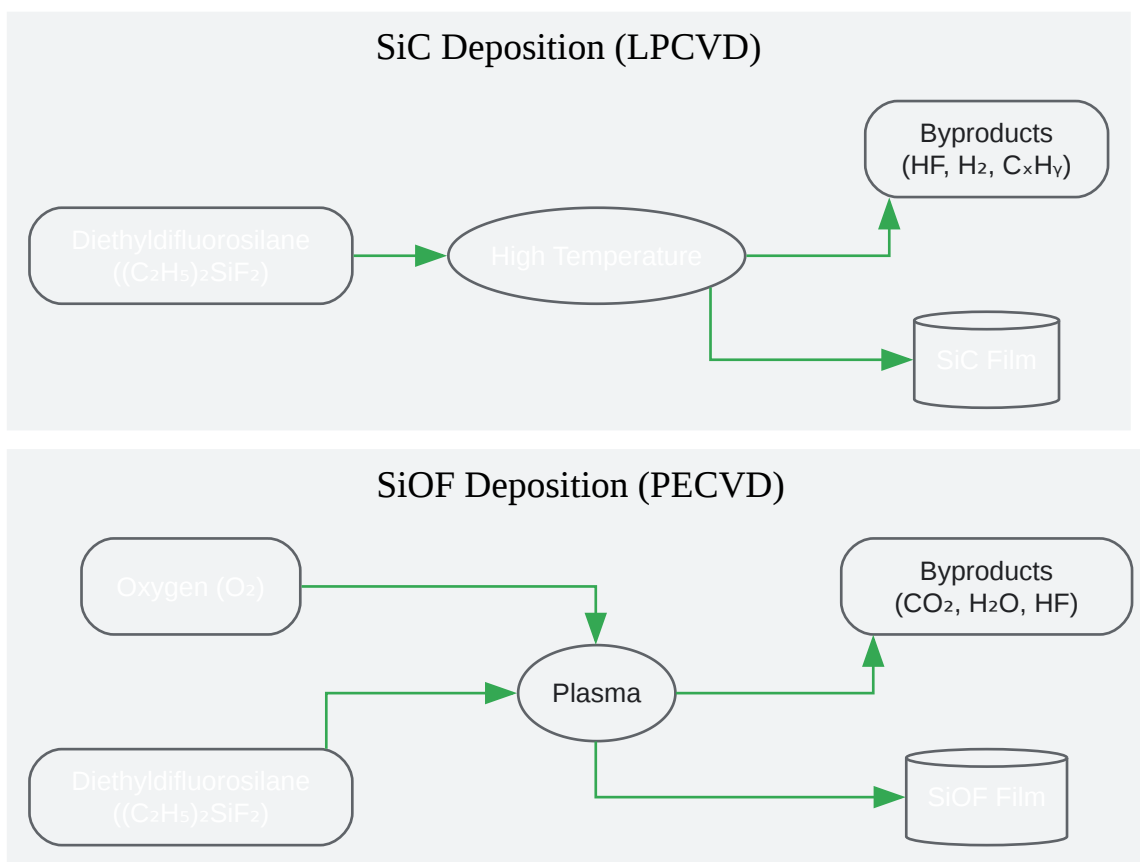 SiC Deposition (LPCVD)
Byproducts
(HF, H₂, CₓHᵧ)
Diethyldifluorosilane
((C₂H₅)₂SiF₂)
High Temperature
SiC Film
SiOF Deposition (PECVD)
Oxygen (O₂)
Byproducts
(CO₂, H₂O, HF)
Plasma
Diethyldifluorosilane
((C₂H₅)₂SiF₂)
SiOF Film